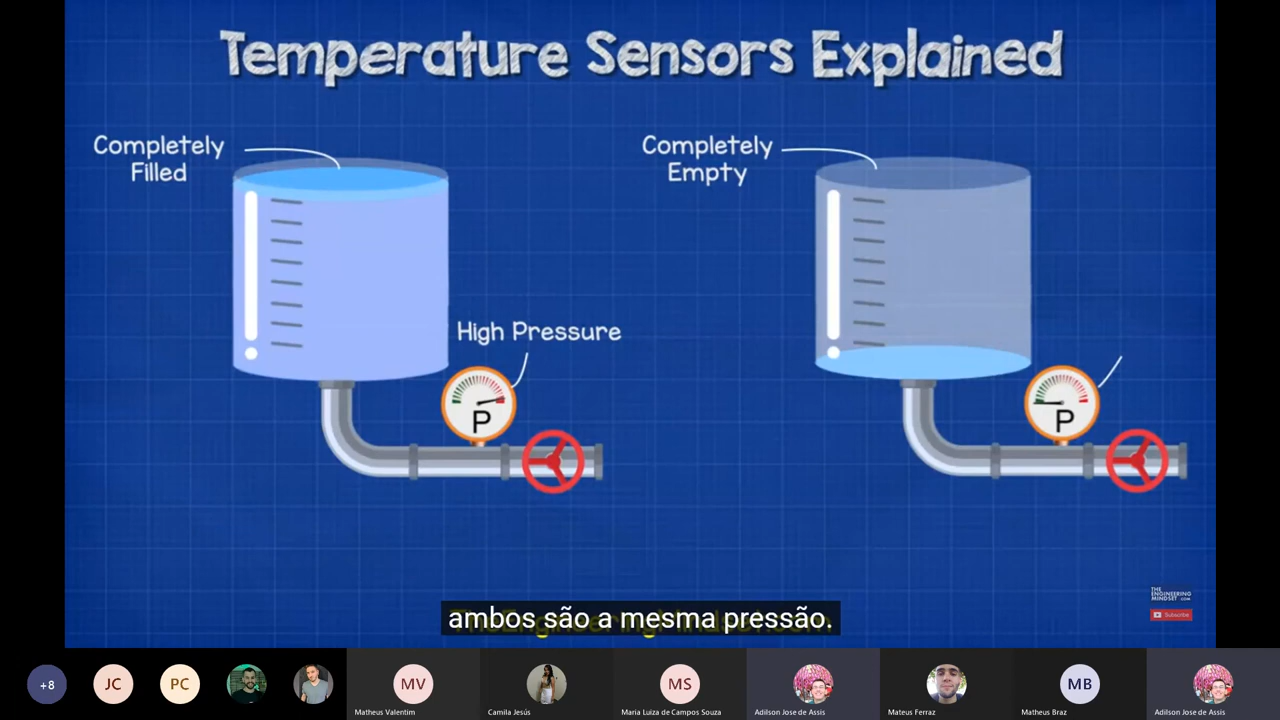 Temperature Sensors Explained
Completely
Filled
Completely
Empty
High Pressure
P
P
ambos são a mesma pressão.
THE
ENGINEERING
MINDSET
.COM
Subscribe
+8
JC
PC
MV
MS
MB
Matheus Valentim
Camila Jesús
Maria Luiza de Campos Souza
Adilson Jose de Assis
Mateus Ferraz
Matheus Braz
Adilson Jose de Assis